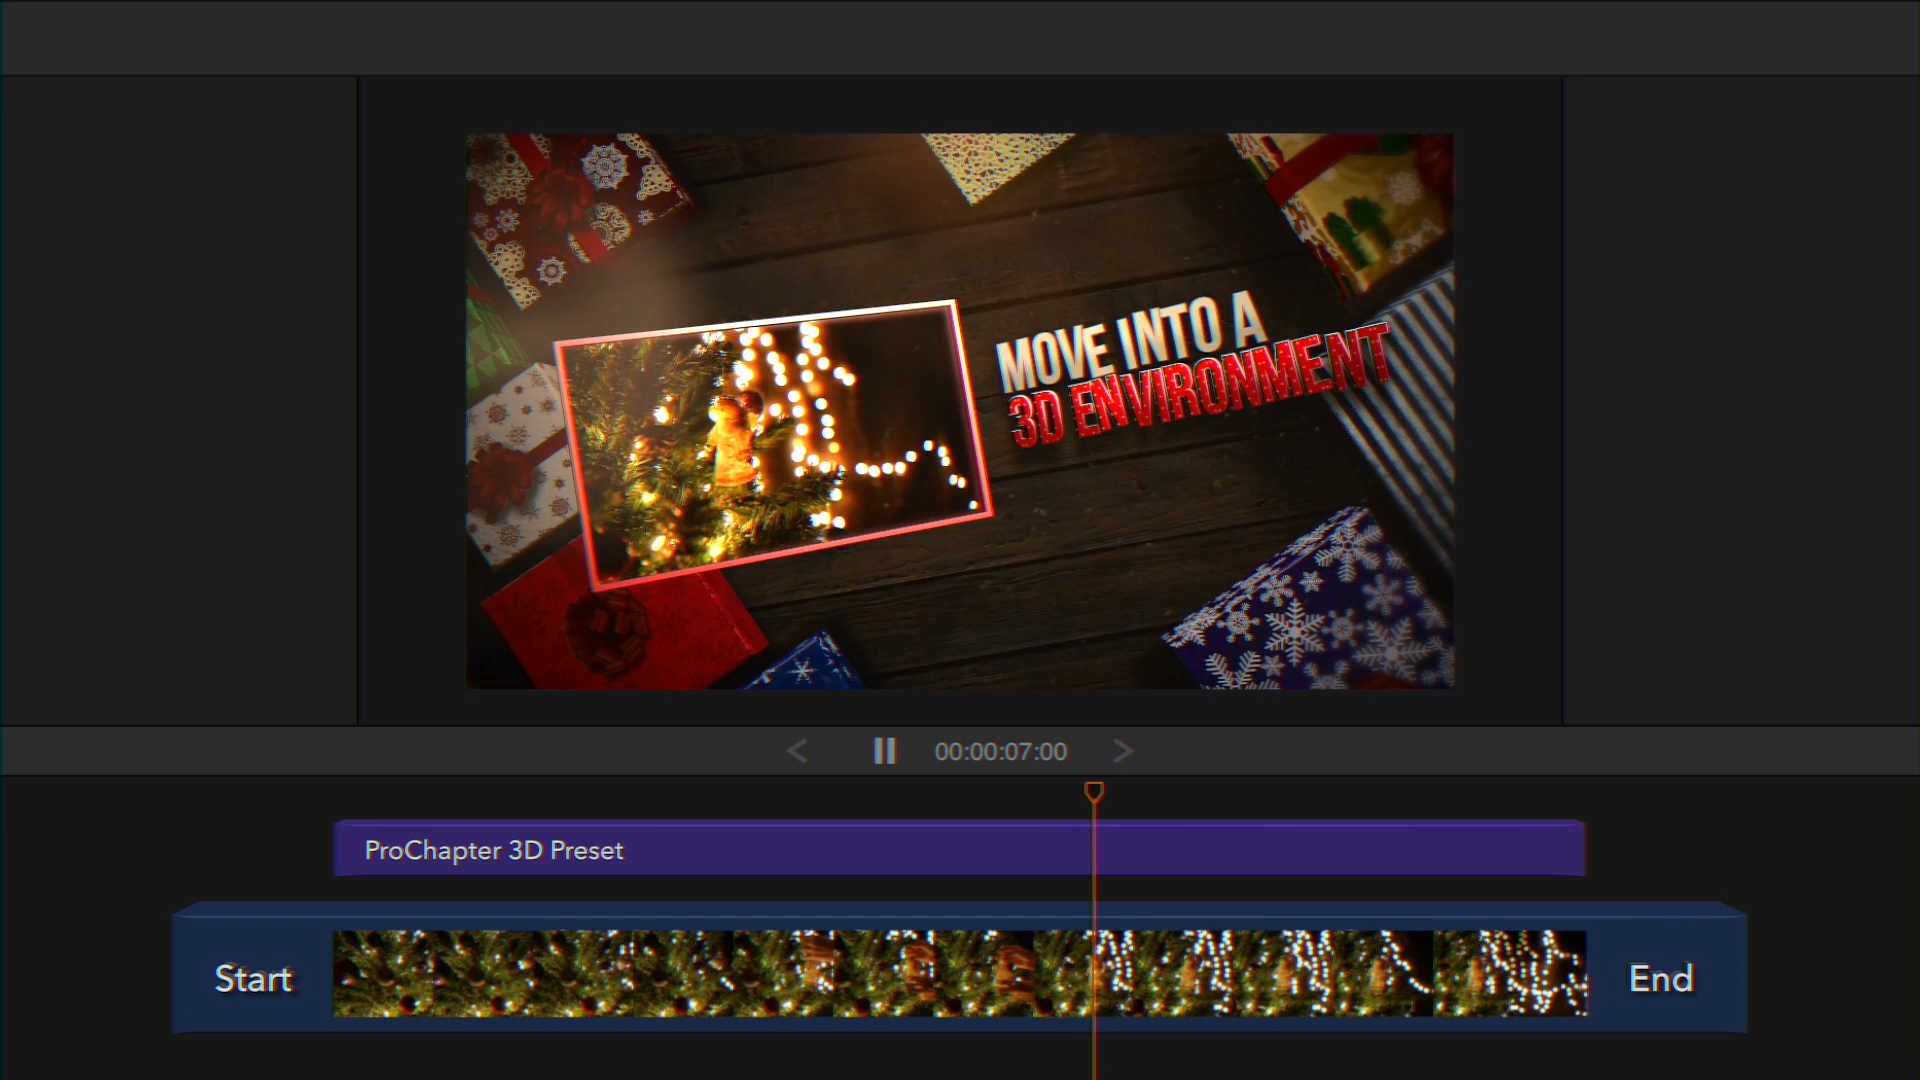 MOVE INTO A
3D ENVIRONMENT
00:00:07:00
ProChapter 3D Preset
Start
End